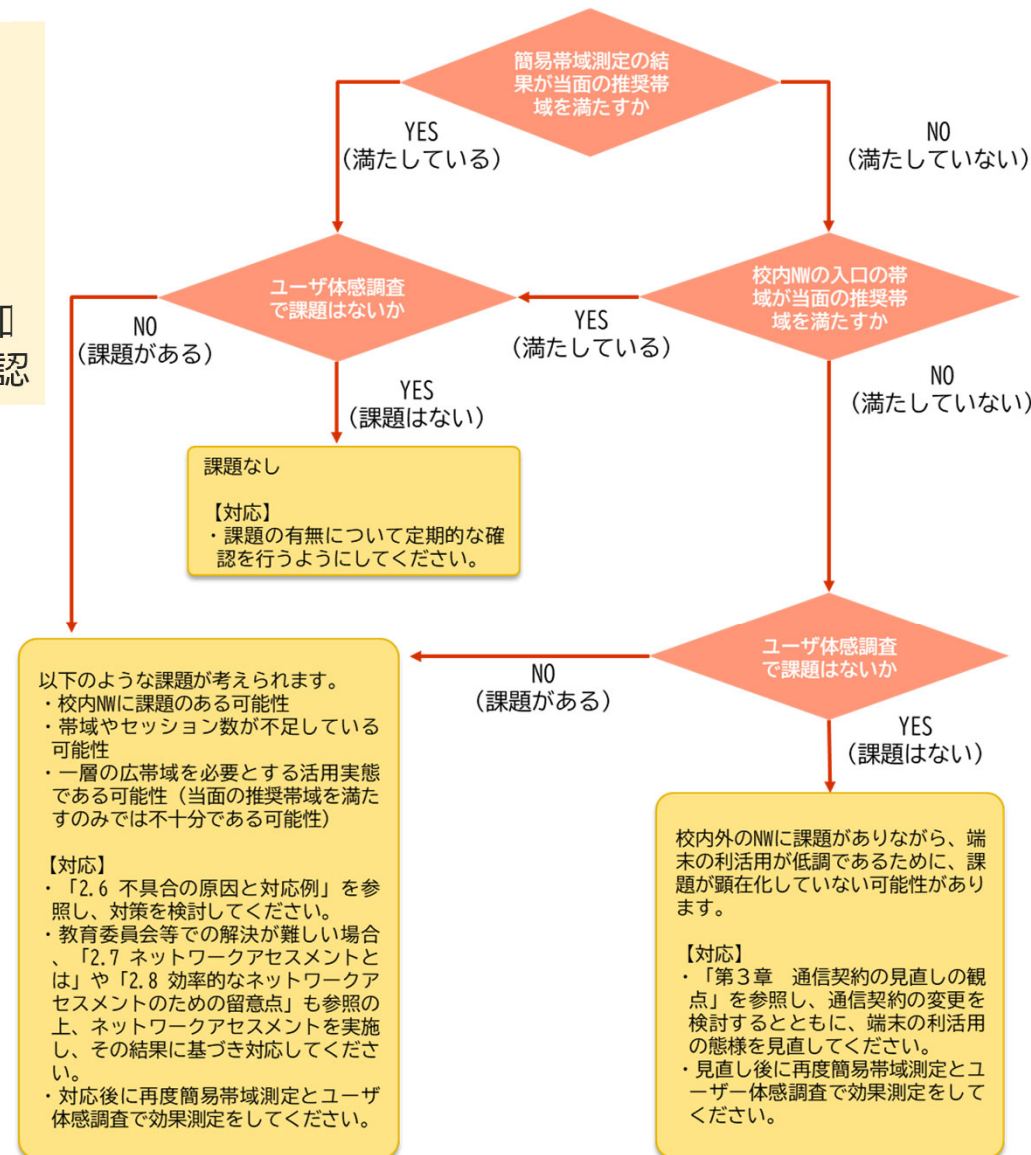 簡易帯域測定の結
果が当面の推奨帯
域を満たすか
YES
(満たしている)
NO
(満たしていない)
ユーザ体感調査
で課題はないか
校内NWの入口の帯
域が当面の推奨帯
域を満たすか
認
NO
(課題がある)
YES
(満たしている)
YES
(課題はない)
NO
(満たしていない)
課題なし
【対応】
・課題の有無について定期的な確
認を行うようにしてください。
ユーザ体感調査
で課題はないか
NO
(課題がある)
YES
(課題はない)
以下のような課題が考えられます。
・校内NWに課題のある可能性
・帯域やセッション数が不足している
可能性
・一層の広帯域を必要とする活用実態
である可能性（当面の推奨帯域を満た
すのみでは不十分である可能性）
【対応】
・「2.6 不具合の原因と対応例」を参
照し、対策を検討してください。
・教育委員会等での解決が難しい場合
、「2.7 ネットワークアセスメントと
は」や「2.8 効率的なネットワークア
セスメントのための留意点」も参照の
上、ネットワークアセスメントを実施
し、その結果に基づき対応してくださ
い。
・対応後に再度簡易帯域測定とユーザ
体感調査で効果測定をしてください。
校内外のNWに課題がありながら、端
末の利活用が低調であるために、課
題が顕在化していない可能性があり
ます。
【対応】
・「第３章　通信契約の見直しの観
点」を参照し、通信契約の変更を
検討するとともに、端末の利活用
の態様を見直してください。
・見直し後に再度簡易帯域測定とユ
ーザー体感調査で効果測定をして
ください。